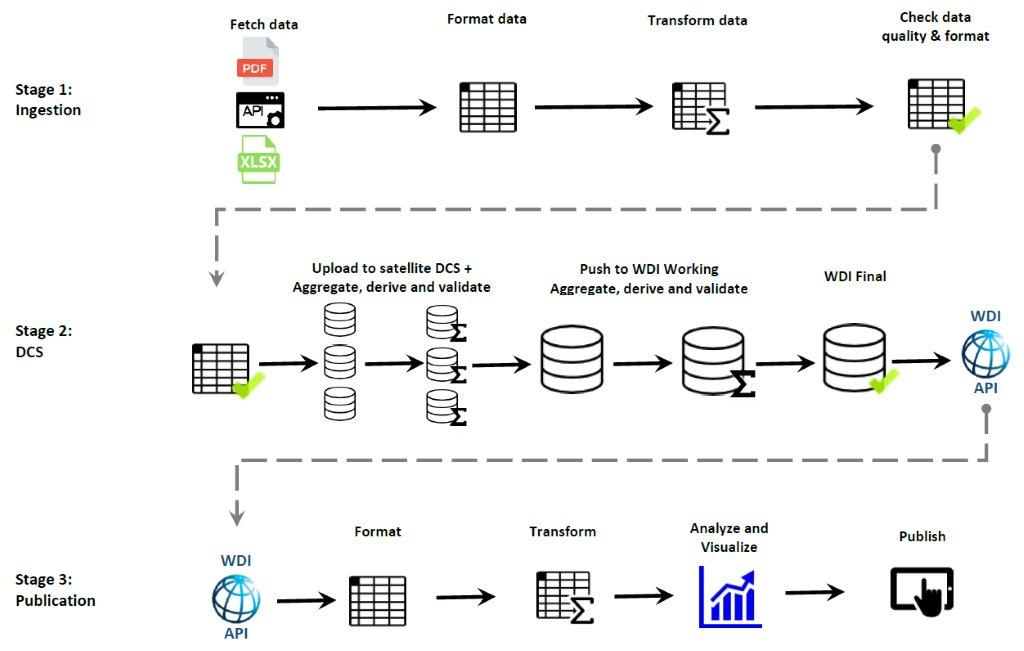 Fetch data
Format data
Transform data
Check data
quality & format
Stage 1:
Ingestion
PDF
API
XLSX
Upload to satellite DCS +
Aggregate, derive and validate
Push to WDI Working
Aggregate, derive and validate
WDI Final
Stage 2:
DCS
WDI
API
Format
Transform
Analyze and
Visualize
Publish
Stage 3:
Publication
WDI
API